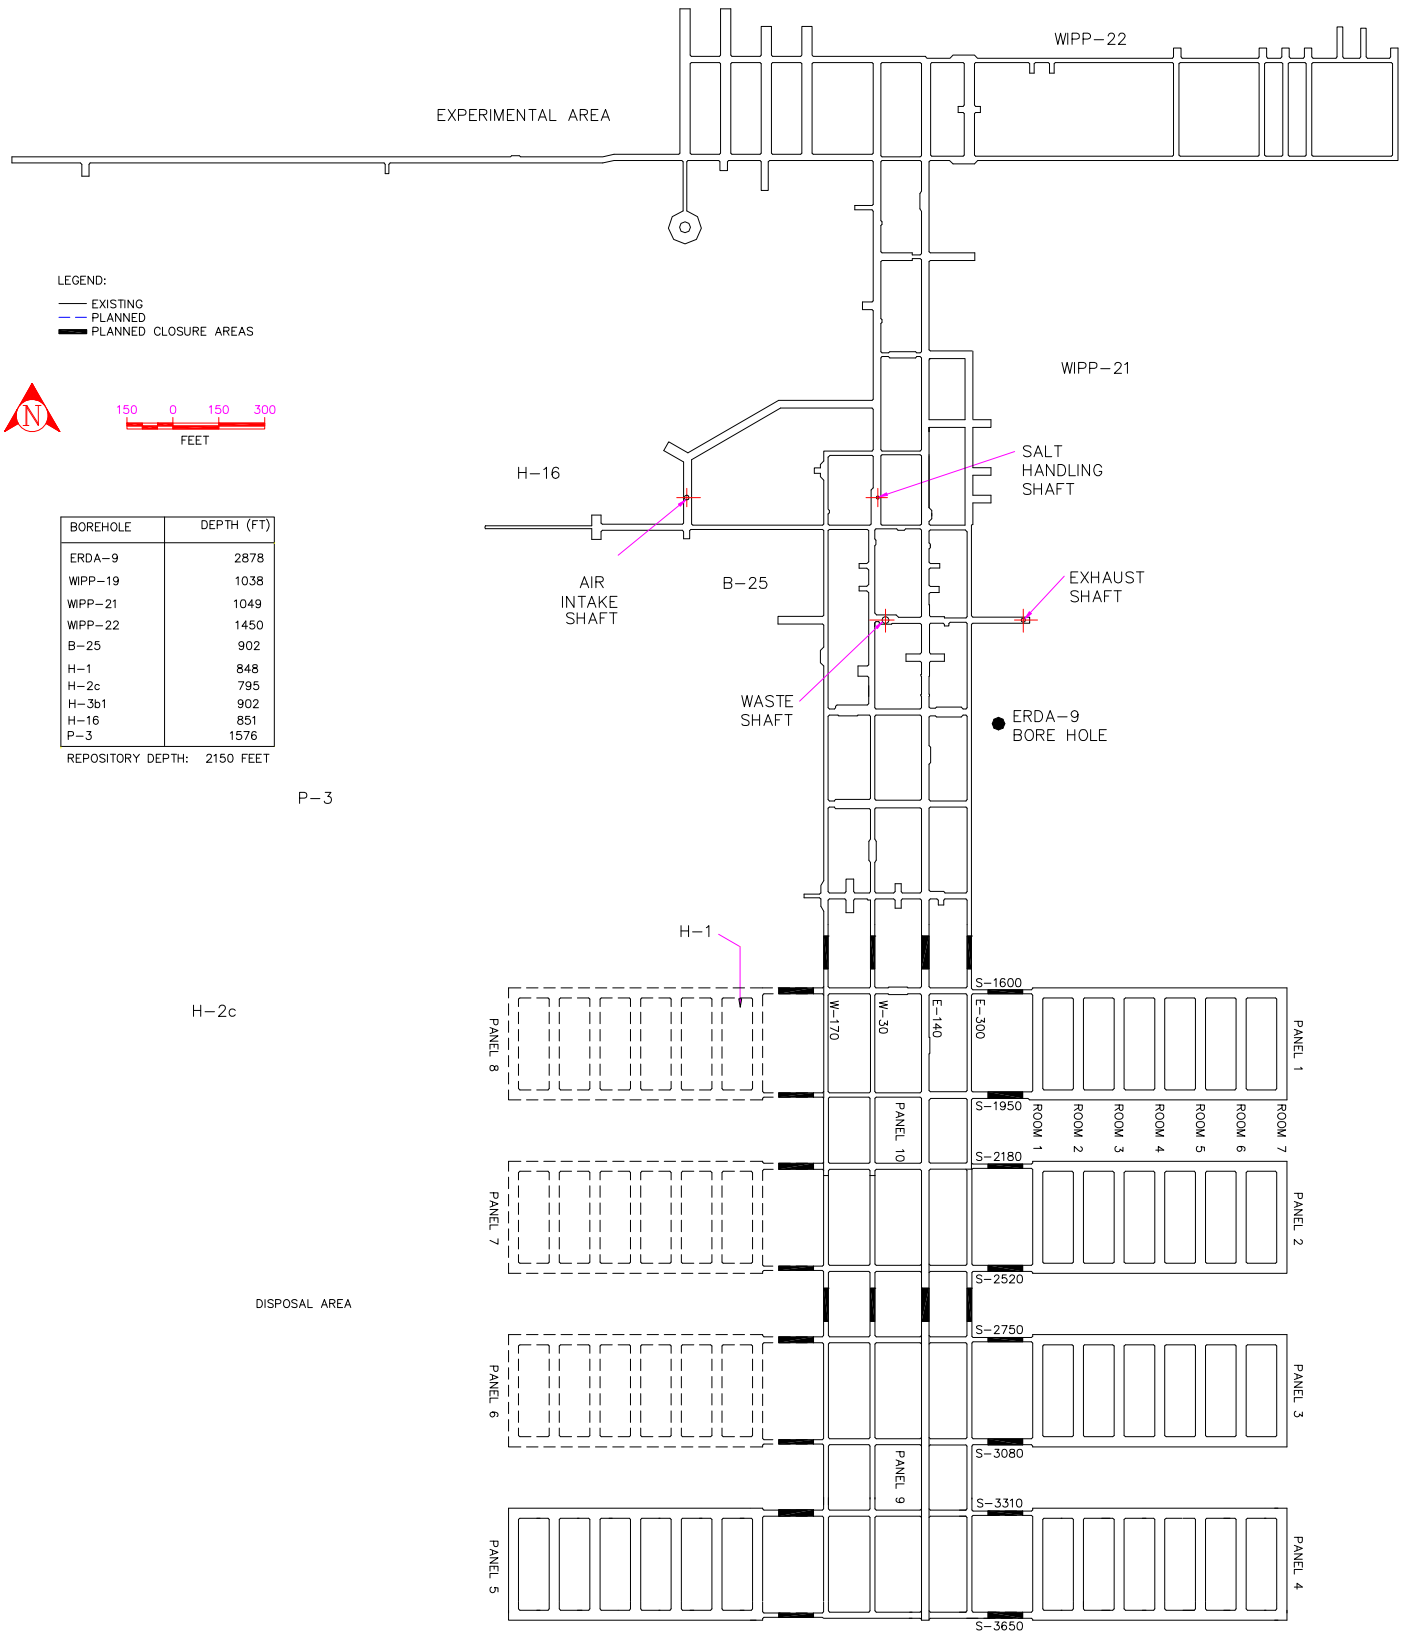 WIPP-22
EXPERIMENTAL AREA
LEGEND:
EXISTING
PLANNED
PLANNED CLOSURE AREAS
WIPP-21
N
150 0 150 300
FEET
H-16
SALT
HANDLING
SHAFT
BOREHOLE DEPTH (FT)
ERDA-9 2878
WIPP-19 1038
WIPP-21 1049
WIPP-22 1450
B-25 902
H-1 848
H-2c 795
H-3b1 902
H-16 851
P-3 1576
REPOSITORY DEPTH: 2150 FEET
AIR
INTAKE
SHAFT
B-25
EXHAUST
SHAFT
WASTE
SHAFT
ERDA-9
BORE HOLE
P-3
H-1
H-2c
S-1600
W-170
W-30
E-140
E-300
PANEL 8
PANEL 1
S-1950
PANEL 10
ROOM 1
ROOM 2
ROOM 3
ROOM 4
ROOM 5
ROOM 6
ROOM 7
S-2180
PANEL 7
PANEL 2
S-2520
DISPOSAL AREA
S-2750
PANEL 6
PANEL 3
S-3080
PANEL 9
S-3310
PANEL 5
PANEL 4
S-3650